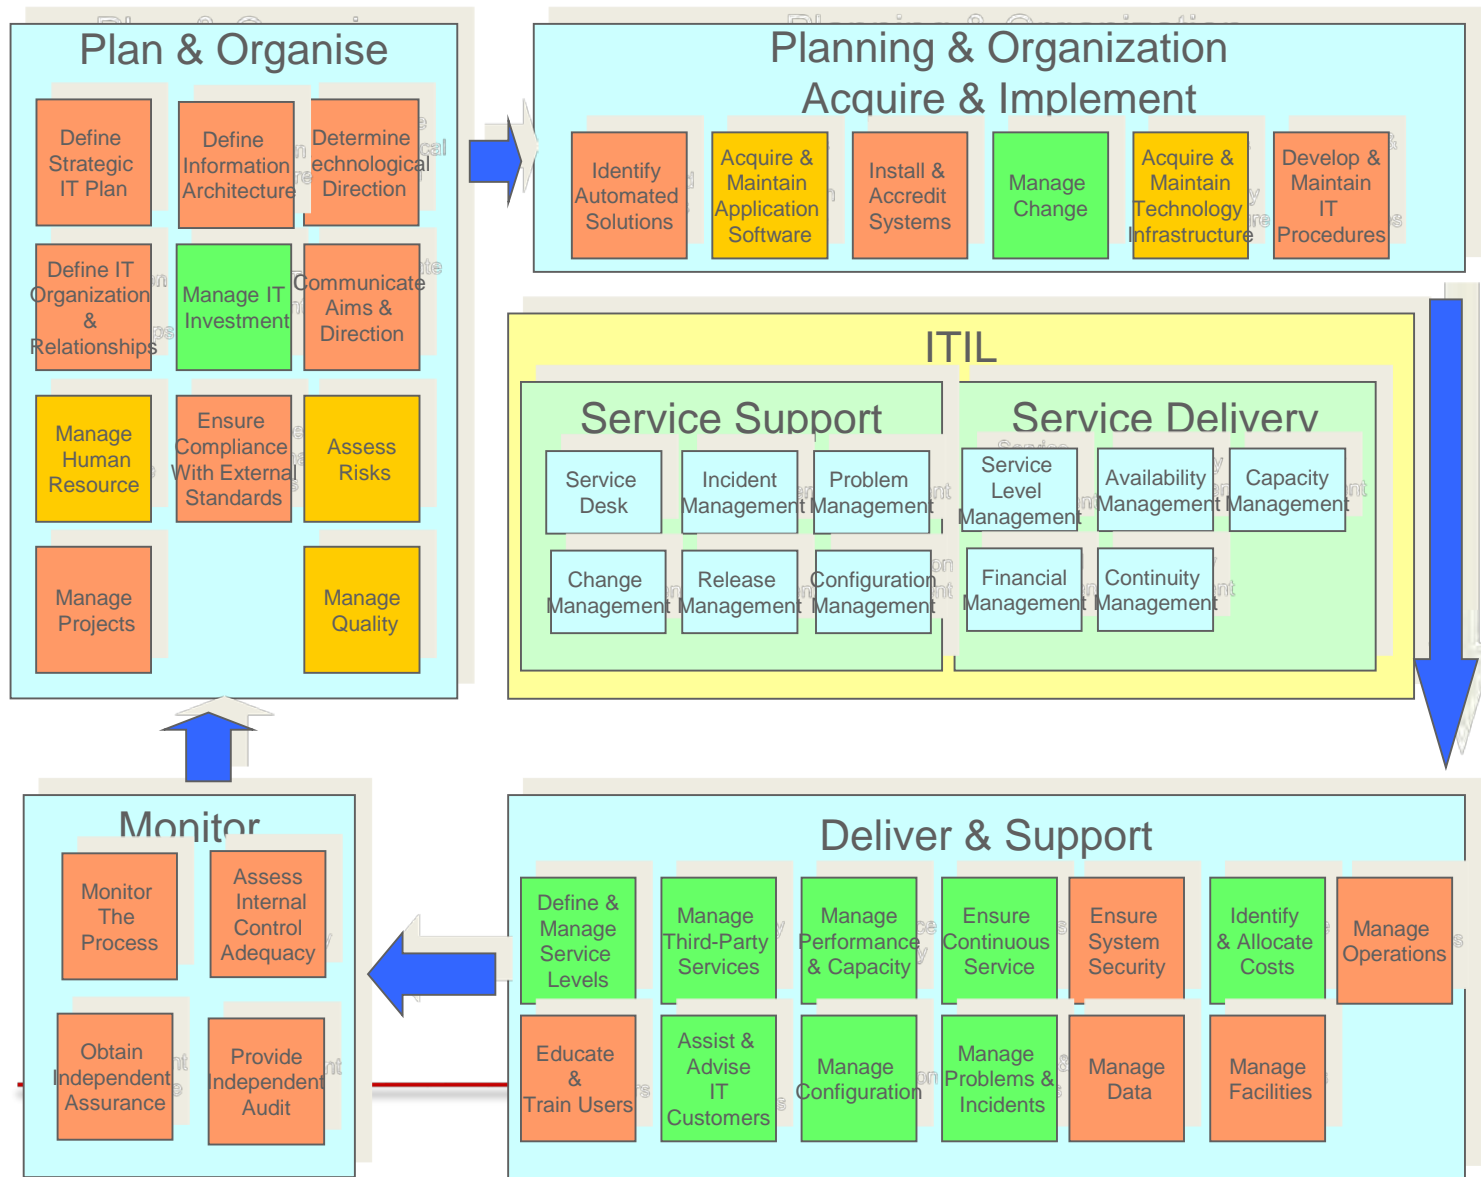 Plan & Organise
Define
Strategic
IT Plan
Define
Information
Architecture
Determine
echnological
Direction
Define IT
Organization
&
Relationships
Manage IT
Investment
Communicate
Aims &
Direction
Manage
Human
Resource
Ensure
Compliance
With External
Standards
Assess
Risks
Manage
Projects
Manage
Quality
Planning & Organization
Acquire & Implement
Identify
Automated
Solutions
Acquire &
Maintain
Application
Software
Install &
Accredit
Systems
Manage
Change
Acquire &
Maintain
Technology
Infrastructure
Develop &
Maintain
IT
Procedures
ITIL
Service Support
Service
Desk
Incident
Management
Problem
Management
Change
Management
Release
Management
Configuration
Management
Service Delivery
Service
Level
Management
Availability
Management
Capacity
Management
Financial
Management
Continuity
Management
Monitor
Monitor
The
Process
Assess
Internal
Control
Adequacy
Obtain
Independent
Assurance
Provide
Independent
Audit
Deliver & Support
Define &
Manage
Service
Levels
Manage
Third-Party
Services
Manage
Performance
& Capacity
Ensure
Continuous
Service
Ensure
System
Security
Identify
& Allocate
Costs
Manage
Operations
Educate
&
Train Users
Assist &
Advise
IT
Customers
Manage
Configuration
Manage
Problems &
Incidents
Manage
Data
Manage
Facilities